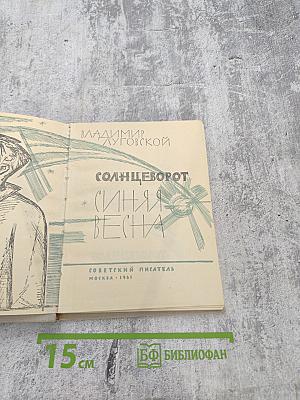 ВЛАДИМИР
ЛУГОВСКОЙ
СОЛНЦЕВОРОТ
СИНЯЯ
ВЕСНА
СОВЕТСКИЙ ПИСАТЕЛЬ
МОСКВА • 1961
15 СМ
БФ БИБЛИОФАН